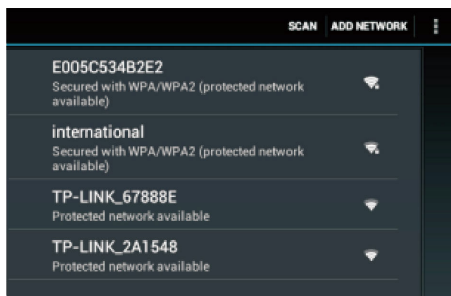 SCAN ADD NETWORK
E005C534B2E2
Secured with WPA/WPA2 (protected network
available)
international
Secured with WPA/WPA2 (protected network
available)
TP-LINK_67888E
Protected network available
TP-LINK_2A1548
Protected network available